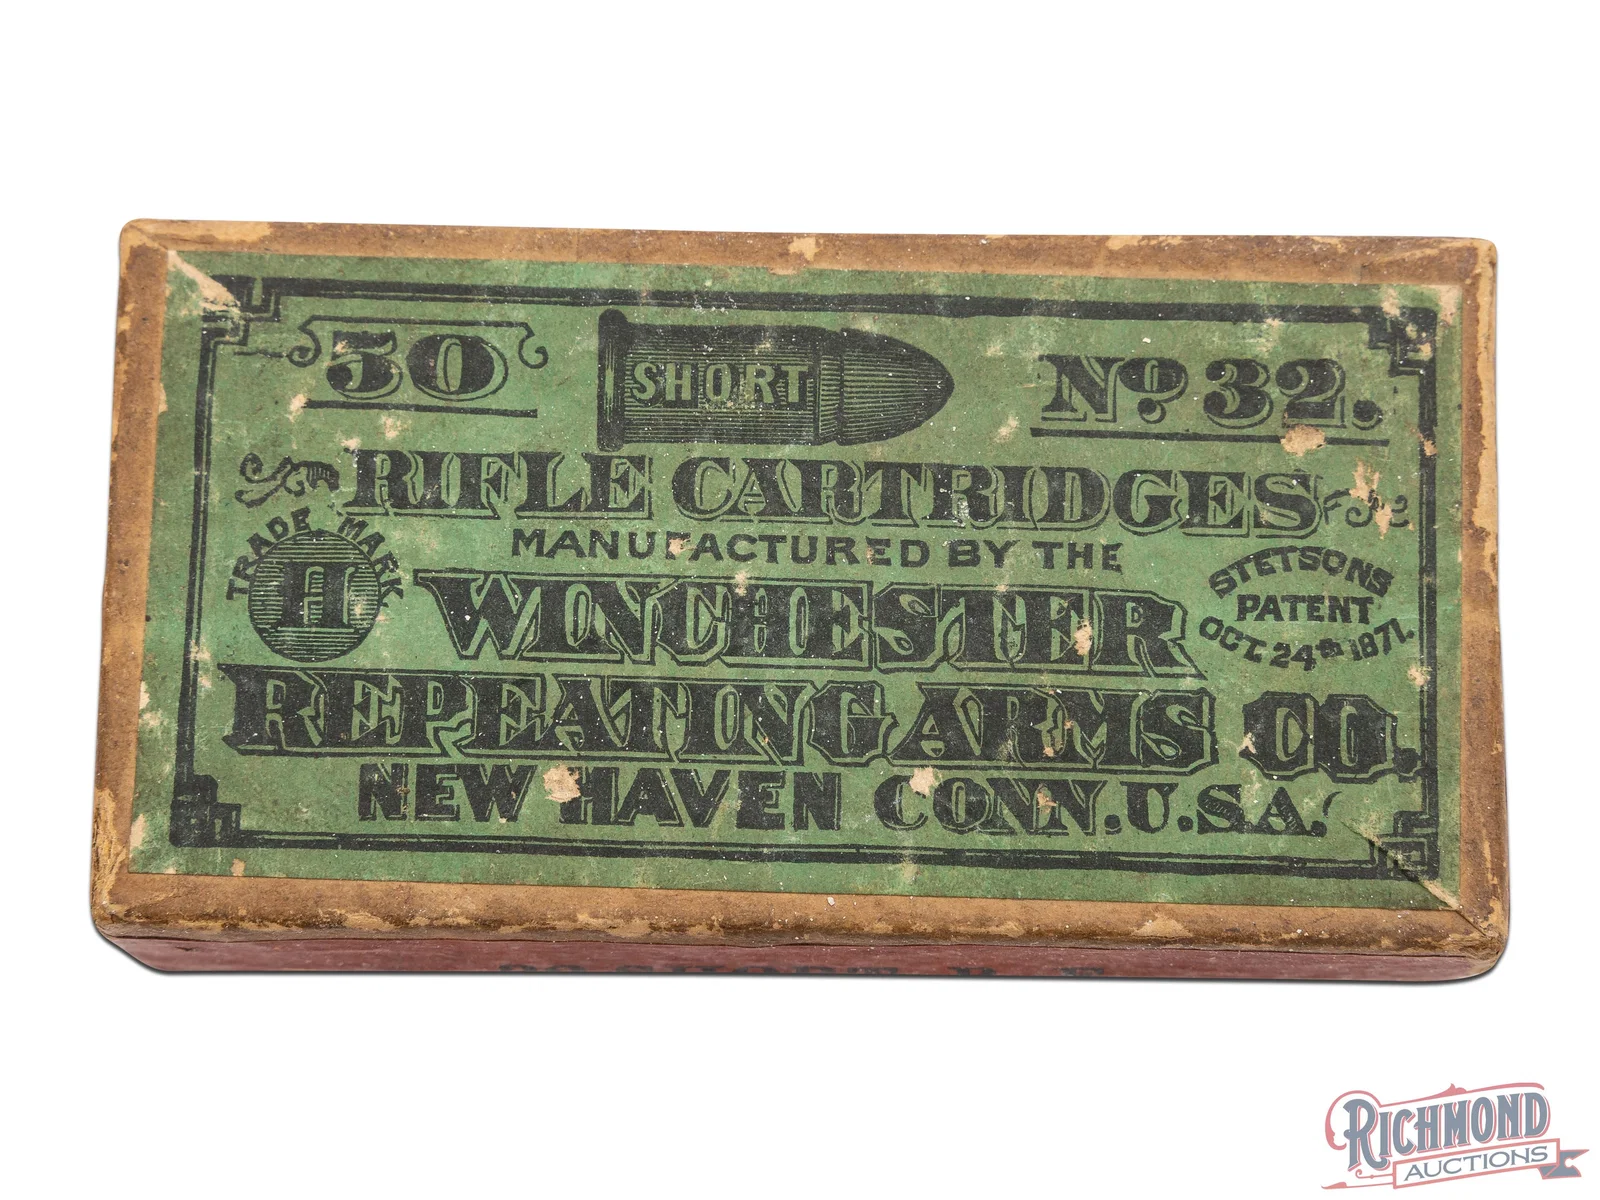 50 SHORT No. 32.
RIFLE CARTRIDGES
MANUFACTURED BY THE
TRADE MARK
H
WINCHESTER
STETSONS
PATENT
OCT. 24th 1871.
REPEATING ARMS CO.
NEW HAVEN CONN. U.S.A.
RICHMOND
AUCTIONS